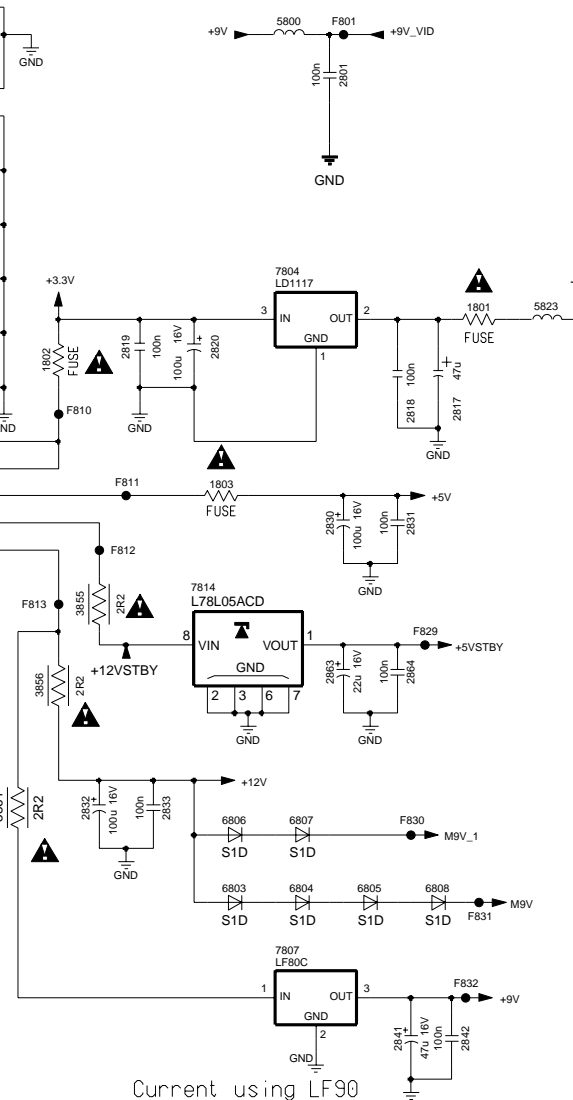 +9V
5800
F801
+9V_VID
100n
2801
GND
GND
+3.3V
1802
FUSE
F810
GND
2819
100n
100u 16V
+
2820
GND
7804
LD1117
3
IN
OUT
2
GND
1
100n
2818
+
47u
2817
GND
1801
FUSE
5823
F811
1803
FUSE
2830
+
100u 16V
100n
2831
+5V
GND
F812
3855
2R2
F813
+12VSTBY
7814
L78L05ACD
8
VIN
VOUT
1
GND
2
3
6
7
GND
2863
+
22u 16V
100n
2864
F829
+5VSTBY
GND
3856
2R2
2R2
2832
+
100u 16V
100n
2833
GND
+12V
6806
S1D
6807
S1D
F830
M9V_1
6803
S1D
6804
S1D
6805
S1D
6808
S1D
F831
M9V
7807
LF80C
1
IN
OUT
3
GND
2
GND
F832
+9V
2841
+
47u 16V
100n
2842
Current using LF90